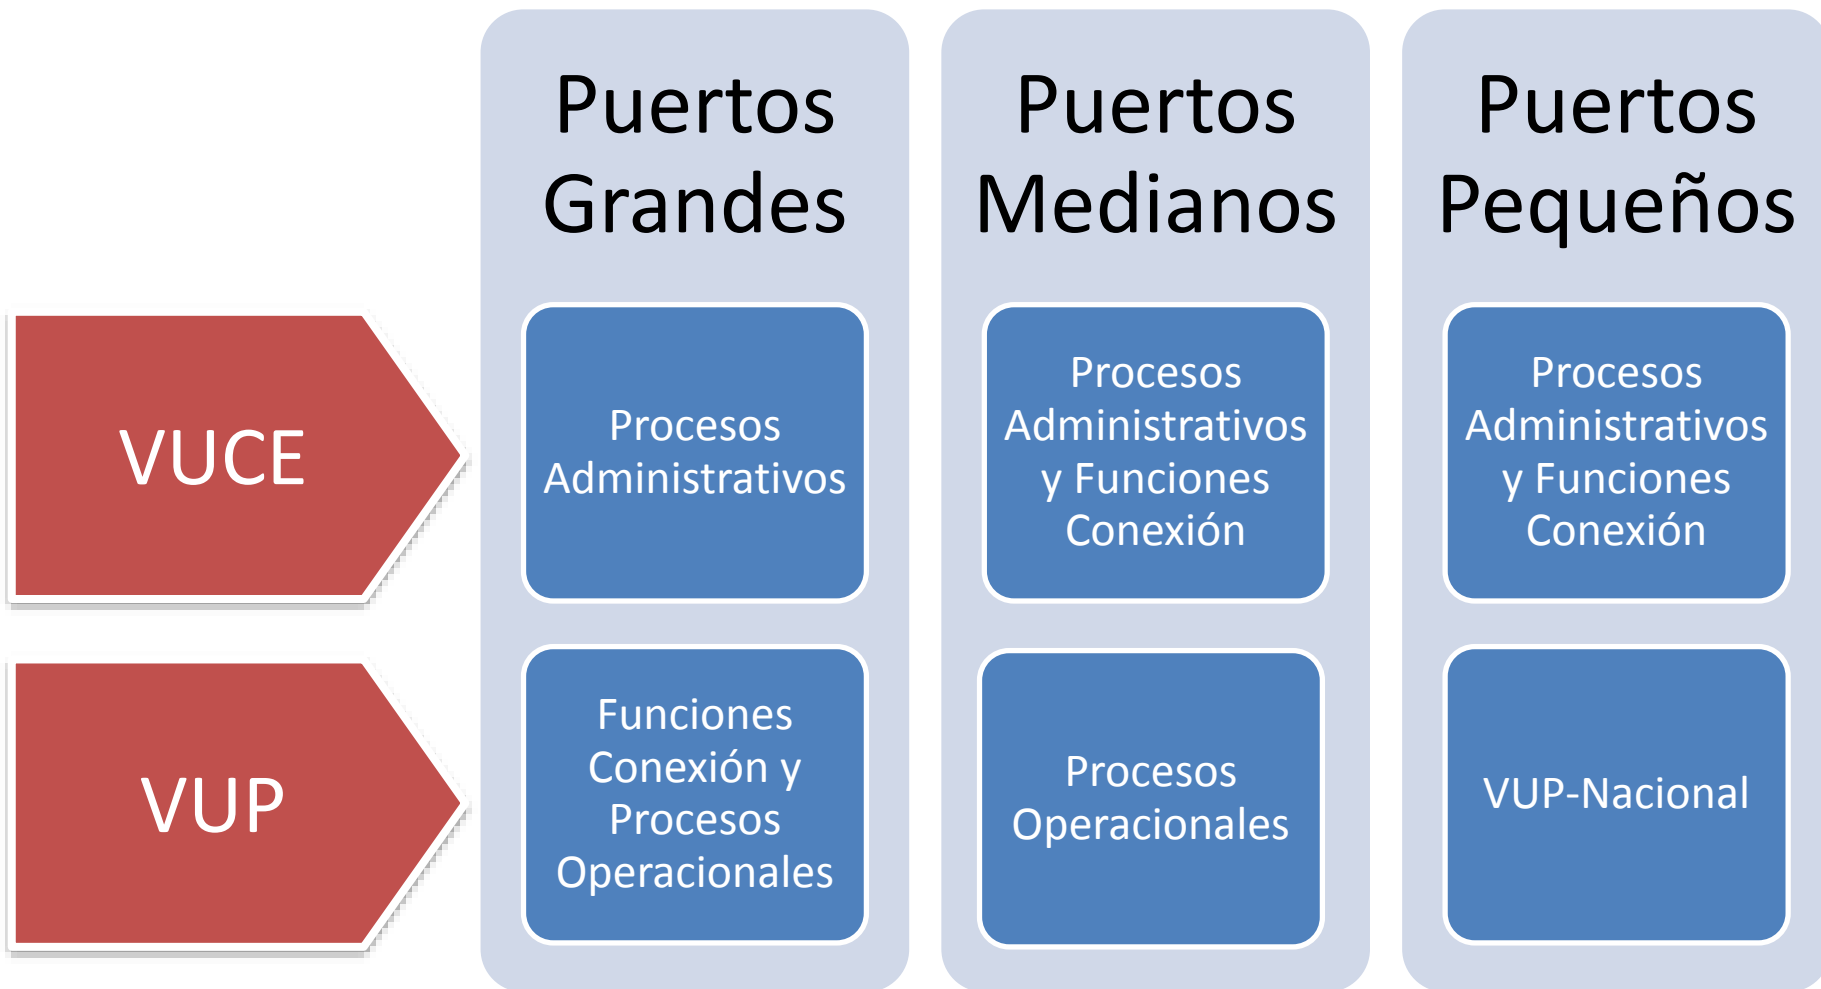 Puertos
Grandes
Puertos
Medianos
Puertos
Pequeños
VUCE
Procesos
Administrativos
Procesos
Administrativos
y Funciones
Conexión
Procesos
Administrativos
y Funciones
Conexión
VUP
Funciones
Conexión y
Procesos
Operacionales
Procesos
Operacionales
VUP-Nacional